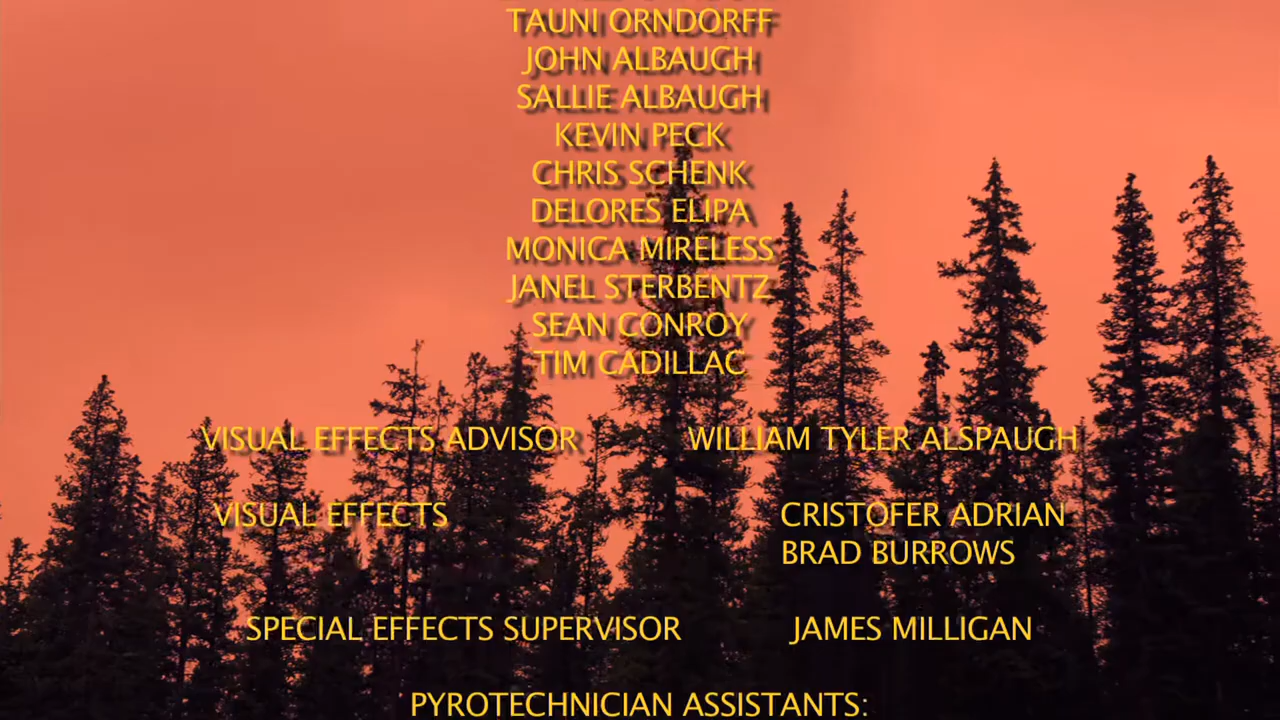 TAUNI ORNDORFF
JOHN ALBAUGH
SALLIE ALBAUGH
KEVIN PECK
CHRIS SCHENK
DELORES ELIPA
MONICA MIRELESS
JANEL STERBENTZ
SEAN CONROY
TIM CADILLAC
VISUAL EFFECTS ADVISOR WILLIAM TYLER ALSPAUGH
VISUAL EFFECTS CRISTOFER ADRIAN
BRAD BURROWS
SPECIAL EFFECTS SUPERVISOR JAMES MILLIGAN
PYROTECHNICIAN ASSISTANTS: